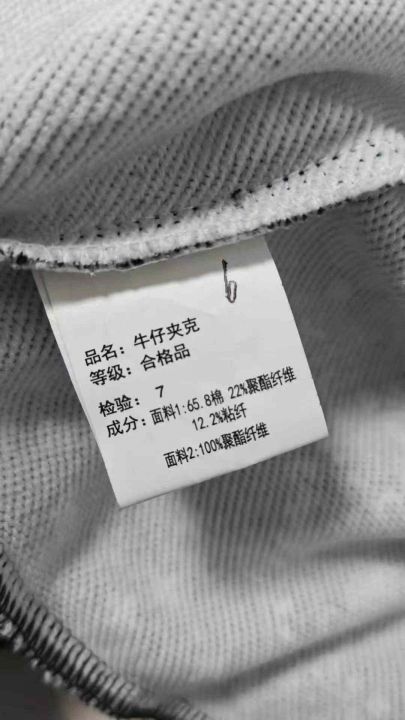 6
品名：牛仔夹克
等级：合格品
检验：7
成分：面料1:65.8棉 22%聚酯纤维
12.2%粘纤
面料2:100%聚酯纤维